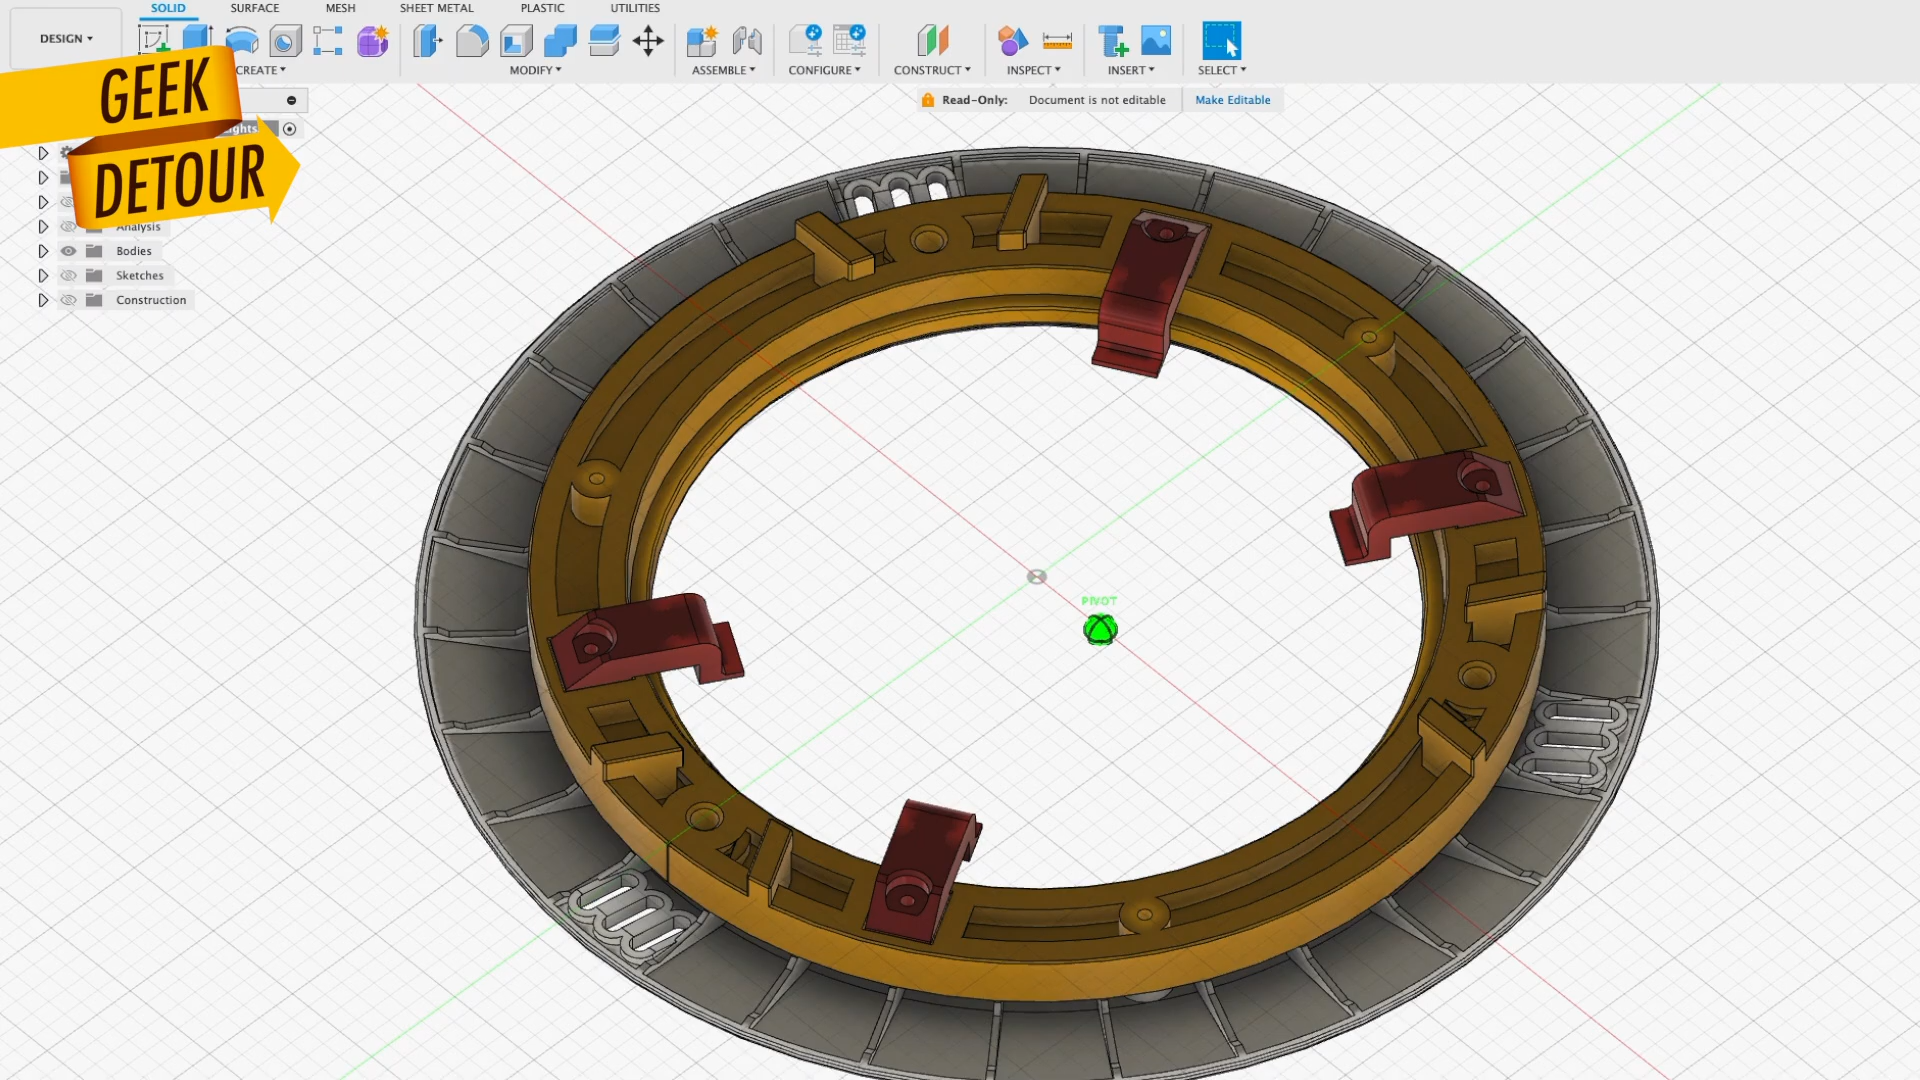 SOLID SURFACE MESH SHEET METAL PLASTIC UTILITIES
DESIGN
CREATE MODIFY ASSEMBLE CONFIGURE CONSTRUCT INSPECT INSERT SELECT
GEEK
DETOUR
Read-Only: Document is not editable Make Editable
Analysis
Bodies
Sketches
Construction
PIVOT